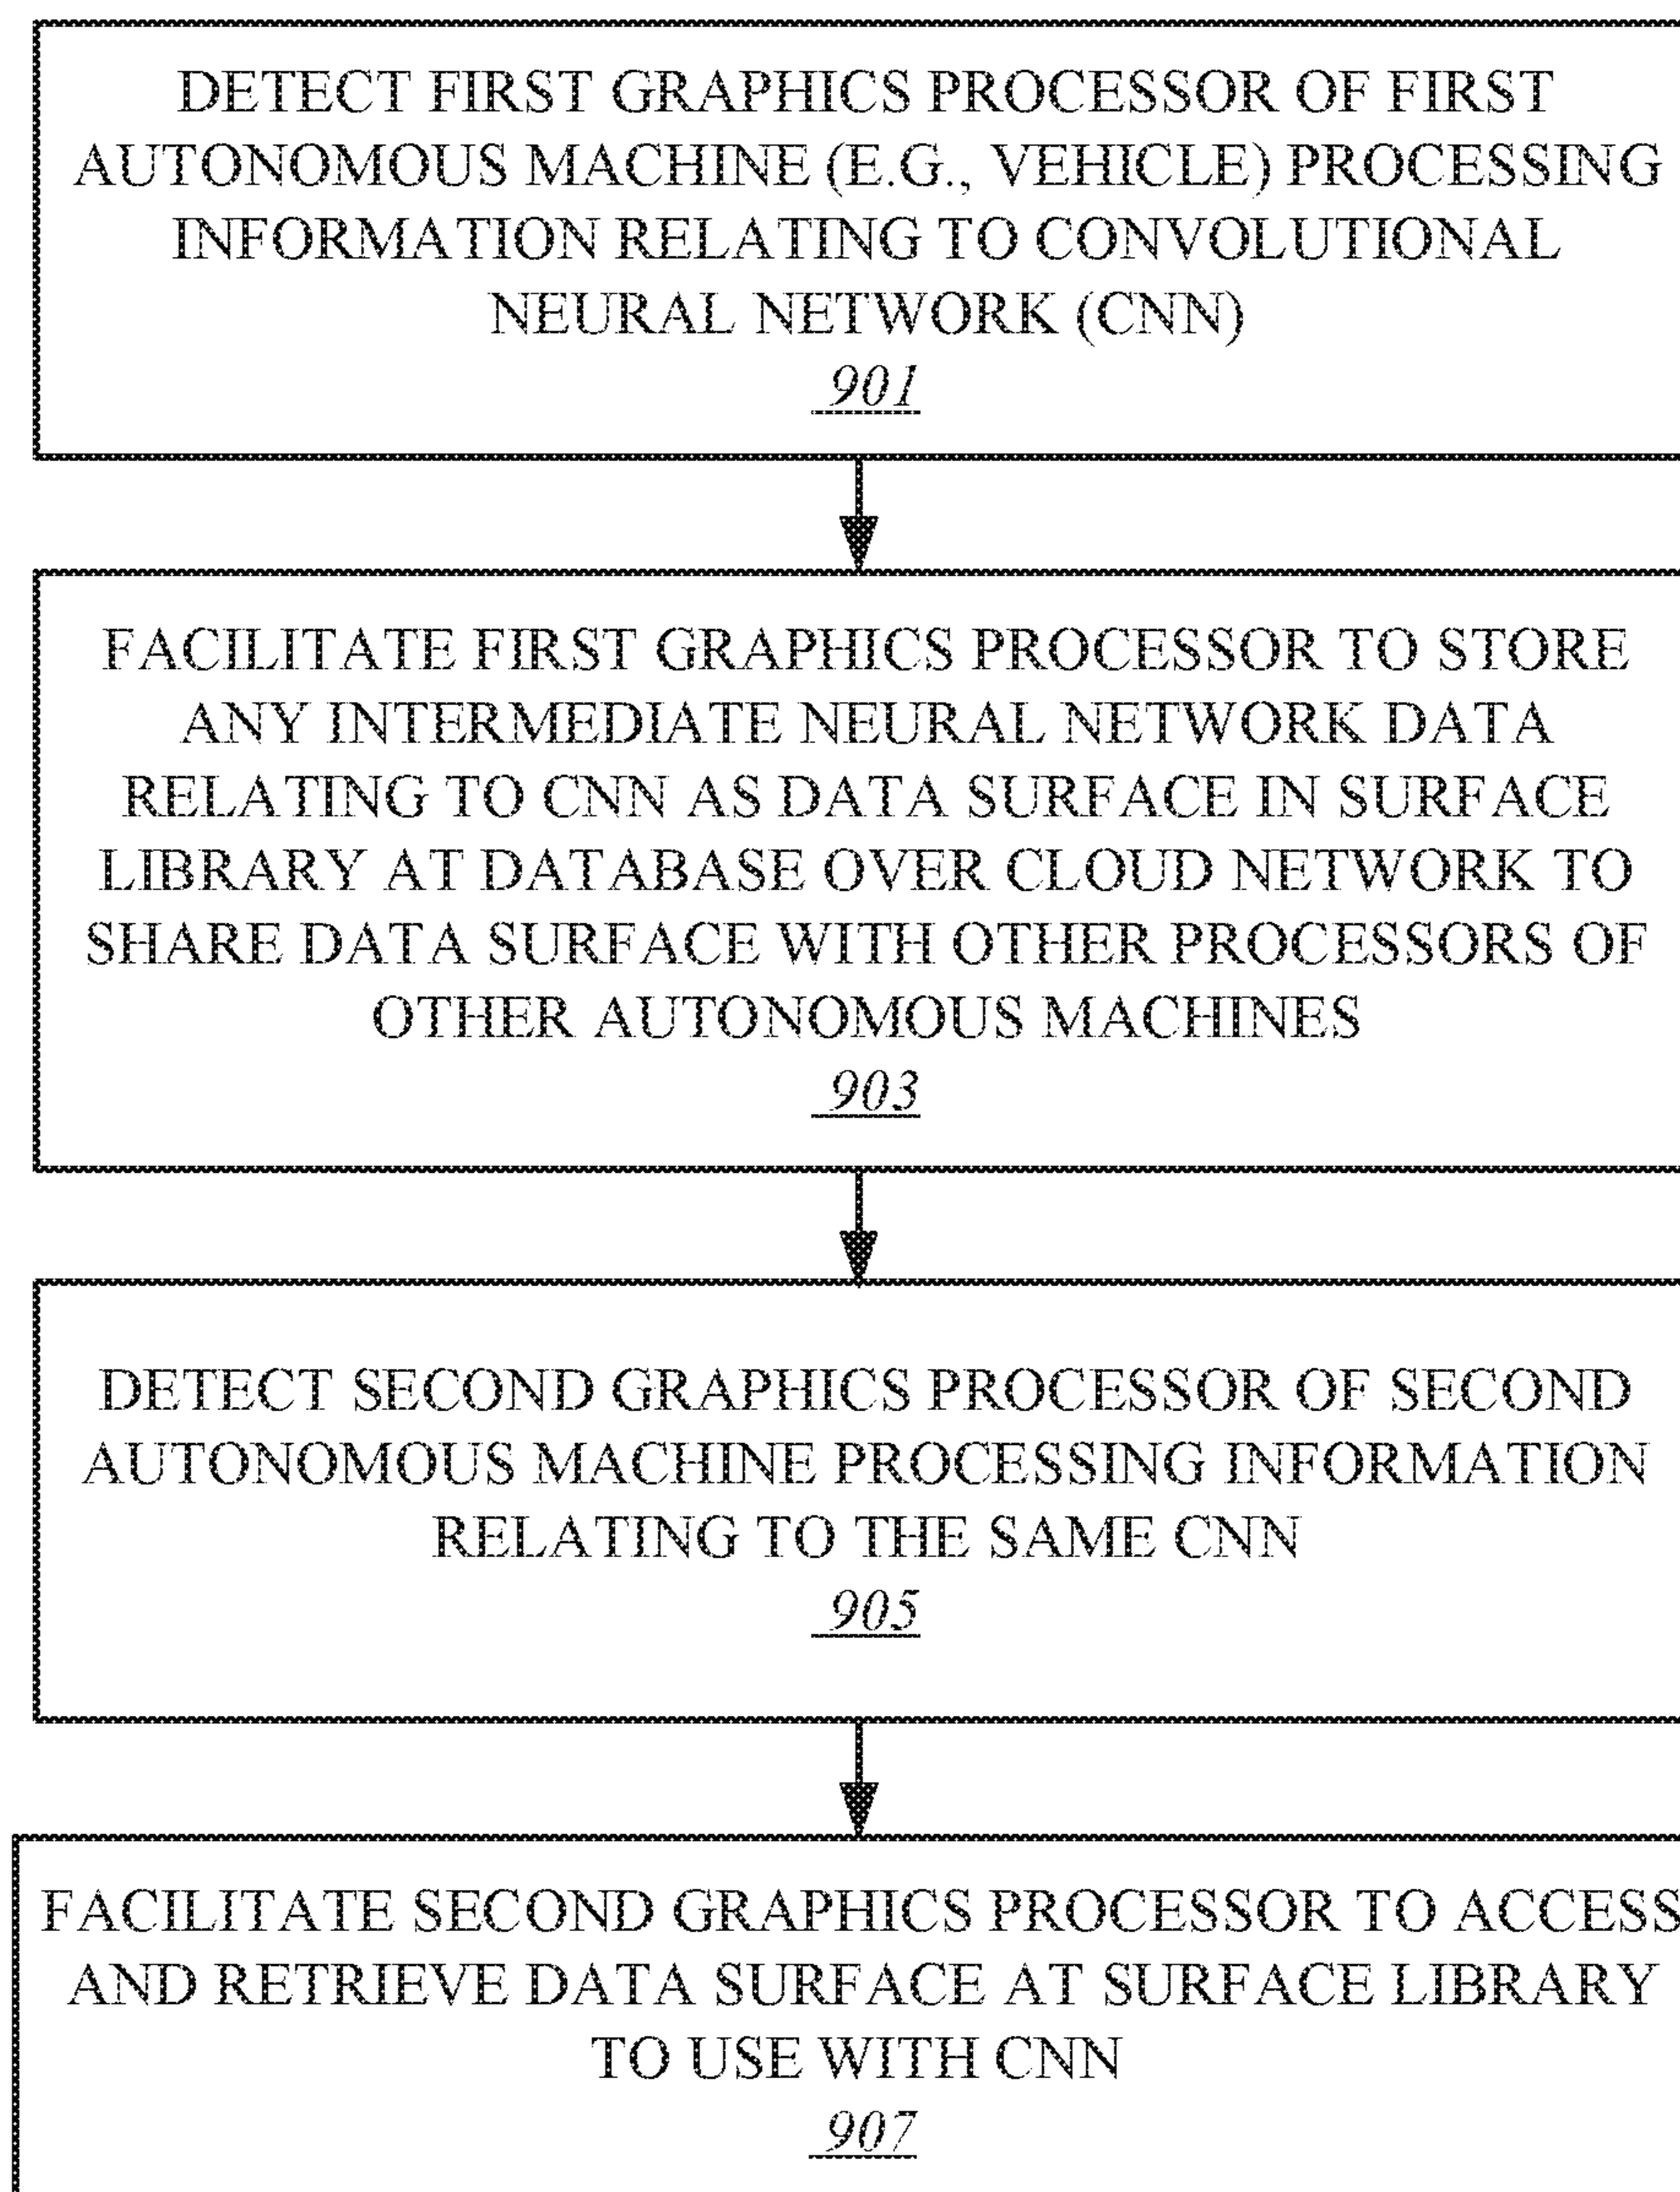 DETECT FIRST GRAPHICS PROCESSOR OF FIRST
AUTONOMOUS MACHINE (E.G., VEHICLE) PROCESSING
INFORMATION RELATING TO CONVOLUTIONAL
NEURAL NETWORK (CNN)
901
FACILITATE FIRST GRAPHICS PROCESSOR TO STORE
ANY INTERMEDIATE NEURAL NETWORK DATA
RELATING TO CNN AS DATA SURFACE IN SURFACE
LIBRARY AT DATABASE OVER CLOUD NETWORK TO
SHARE DATA SURFACE WITH OTHER PROCESSORS OF
OTHER AUTONOMOUS MACHINES
903
DETECT SECOND GRAPHICS PROCESSOR OF SECOND
AUTONOMOUS MACHINE PROCESSING INFORMATION
RELATING TO THE SAME CNN
905
FACILITATE SECOND GRAPHICS PROCESSOR TO ACCESS
AND RETRIEVE DATA SURFACE AT SURFACE LIBRARY
TO USE WITH CNN
907